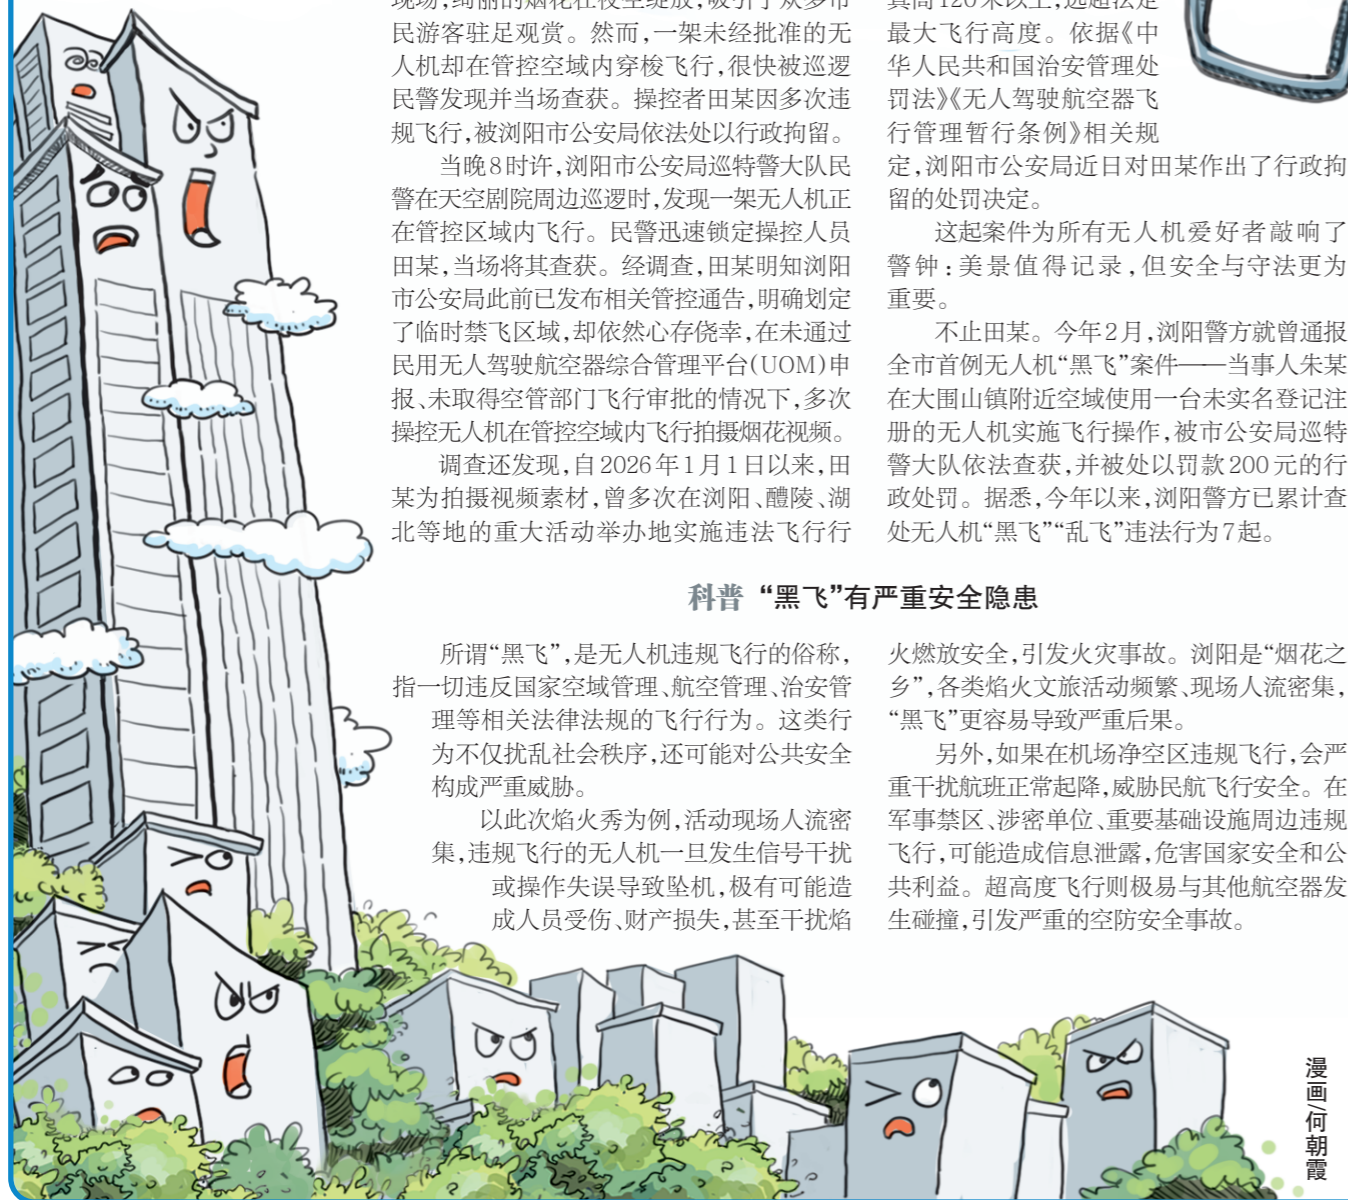 现场,绚丽的烟花在夜空绽放,吸引了众多市
民游客驻足观赏。然而,一架未经批准的无
人机却在管控空域内穿梭飞行,很快被巡逻
民警发现并当场查获。操控者田某因多次违
规飞行,被浏阳市公安局依法处以行政拘留。
当晚8时许,浏阳市公安局巡特警大队民
警在天空剧院周边巡逻时,发现一架无人机正
在管控区域内飞行。民警迅速锁定操控人员
田某,当场将其查获。经调查,田某明知浏阳
市公安局此前已发布相关管控通告,明确划定
了临时禁飞区域,却依然心存侥幸,在未通过
民用无人驾驶航空器综合管理平台(UOM)申
报、未取得空管部门飞行审批的情况下,多次
操控无人机在管控空域内飞行拍摄烟花视频。
调查还发现,自2026年1月1日以来,田
某为拍摄视频素材,曾多次在浏阳、醴陵、湖
北等地的重大活动举办地实施违法飞行行
真高120米以上,远超法定
最大飞行高度。依据《中
华人民共和国治安管理处
罚法》《无人驾驶航空器飞
行管理暂行条例》相关规
定,浏阳市公安局近日对田某作出了行政拘
留的处罚决定。
这起案件为所有无人机爱好者敲响了
警钟:美景值得记录,但安全与守法更为
重要。
不止田某。今年2月,浏阳警方就曾通报
全市首例无人机“黑飞”案件——当事人朱某
在大围山镇附近空域使用一台未实名登记注
册的无人机实施飞行操作,被市公安局巡特
警大队依法查获,并被处以罚款200元的行
政处罚。据悉,今年以来,浏阳警方已累计查
处无人机“黑飞”“乱飞”违法行为7起。
科普 “黑飞”有严重安全隐患
所谓“黑飞”,是无人机违规飞行的俗称,
指一切违反国家空域管理、航空管理、治安管
理等相关法律法规的飞行行为。这类行
为不仅扰乱社会秩序,还可能对公共安全
构成严重威胁。
以此次焰火秀为例,活动现场人流密
集,违规飞行的无人机一旦发生信号干扰
或操作失误导致坠机,极有可能造
成人员受伤、财产损失,甚至干扰焰
火燃放安全,引发火灾事故。浏阳是“烟花之
乡”,各类焰火文旅活动频繁、现场人流密集,
“黑飞”更容易导致严重后果。
另外,如果在机场净空区违规飞行,会严
重干扰航班正常起降,威胁民航飞行安全。在
军事禁区、涉密单位、重要基础设施周边违规
飞行,可能造成信息泄露,危害国家安全和公
共利益。超高度飞行则极易与其他航空器发
生碰撞,引发严重的空防安全事故。
漫画/何朝霞